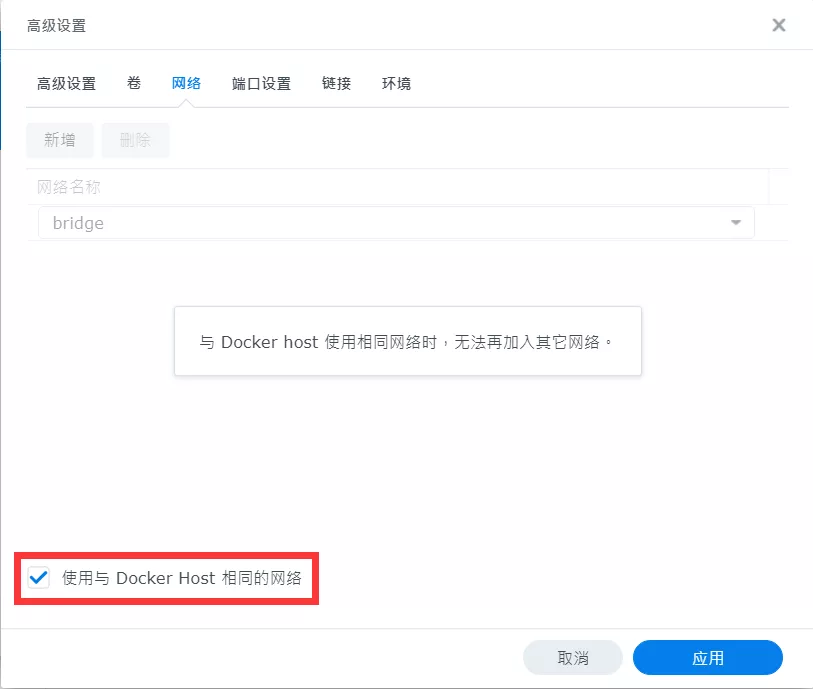 高级设置
高级设置 卷 网络 端口设置 链接 环境
新增 删除
网络名称
bridge
与 Docker host 使用相同网络时，无法再加入其它网络。
使用与 Docker Host 相同的网络
取消 应用